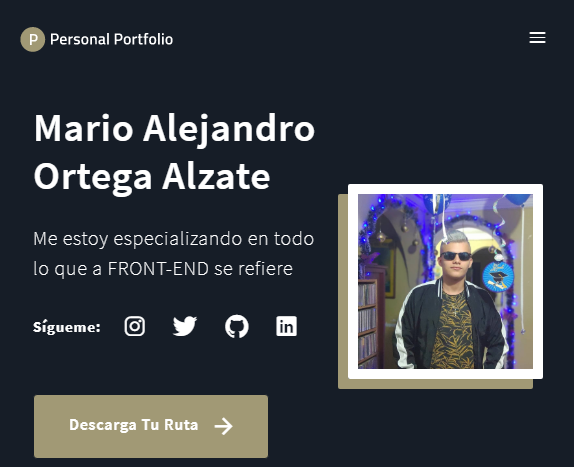 P Personal Portfolio
Mario Alejandro
Ortega Alzate
Me estoy especializando en todo
lo que a FRONT-END se refiere
Sígueme:
Descarga Tu Ruta